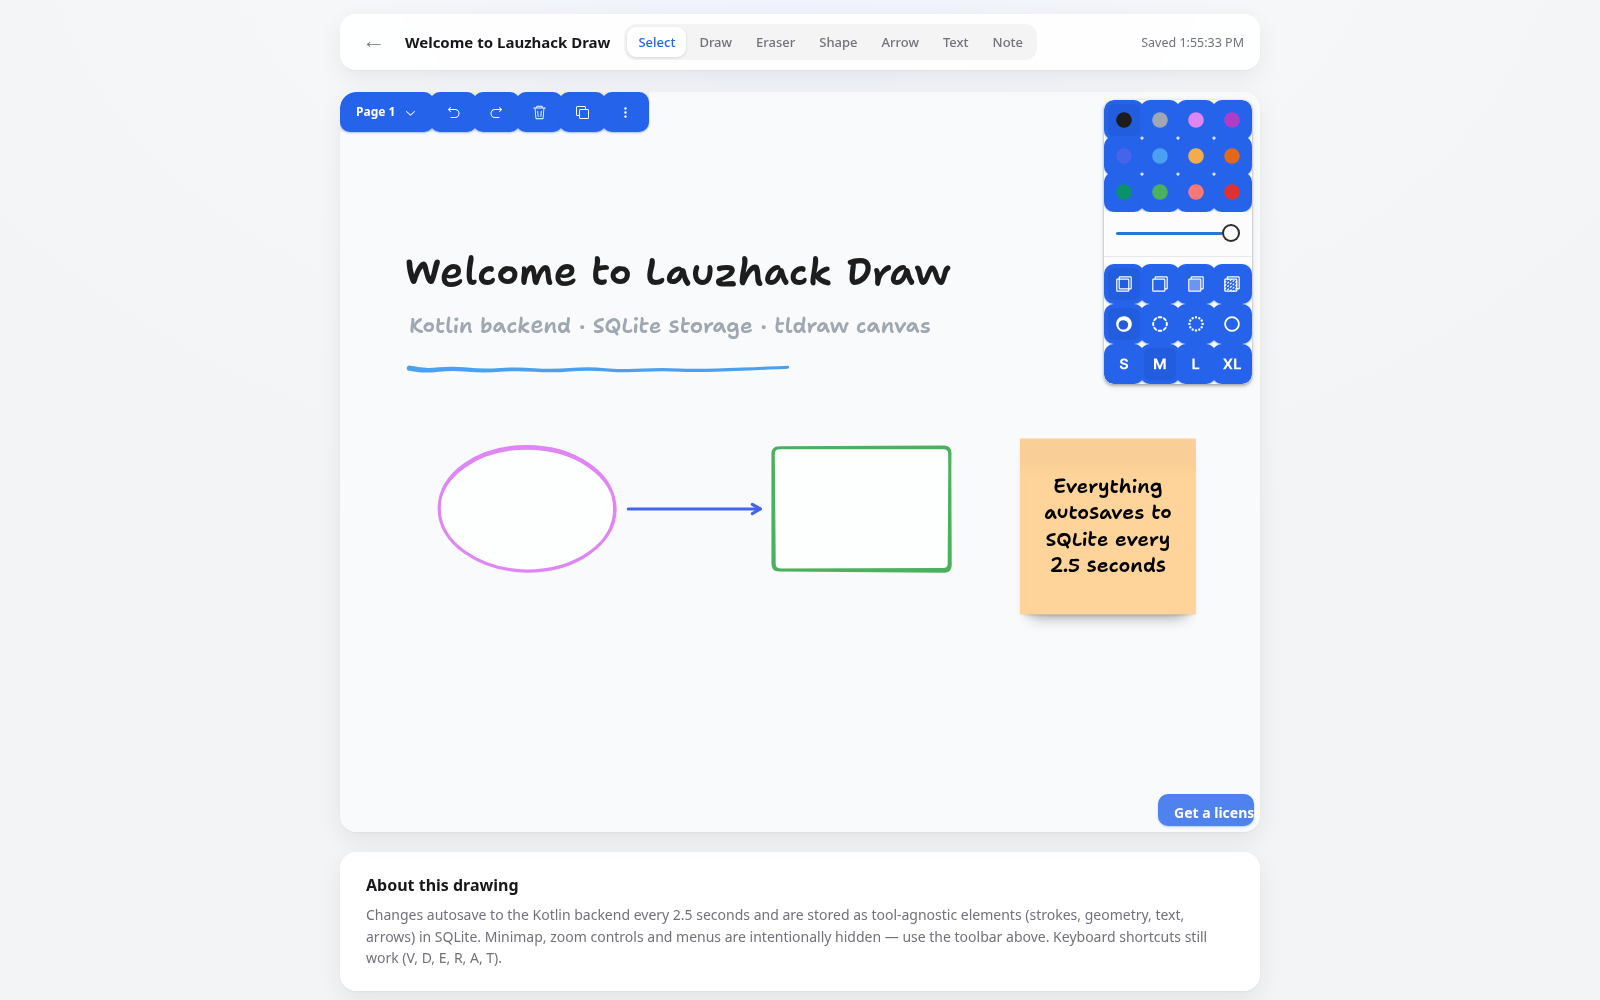 ← Welcome to Lauzhack Draw Select Draw Eraser Shape Arrow Text Note Saved 1:55:33 PM
Page 1
Welcome to Lauzhack Draw
Kotlin backend · SQLite storage · tldraw canvas
S M L XL
Everything
autosaves to
SQLite every
2.5 seconds
Get a licens
About this drawing
Changes autosave to the Kotlin backend every 2.5 seconds and are stored as tool-agnostic elements (strokes, geometry, text,
arrows) in SQLite. Minimap, zoom controls and menus are intentionally hidden — use the toolbar above. Keyboard shortcuts still
work (V, D, E, R, A, T).